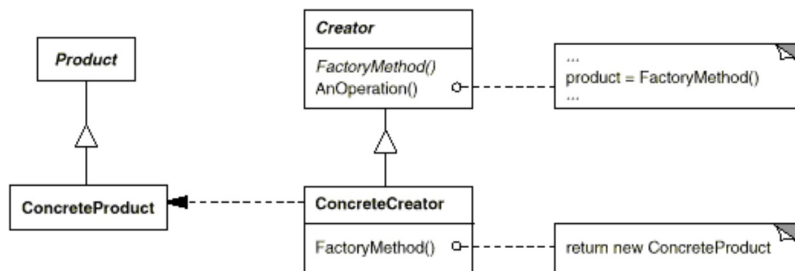 Product
ConcreteProduct
Creator
FactoryMethod()
AnOperation()
...
product = FactoryMethod()
...
ConcreteCreator
FactoryMethod()
return new ConcreteProduct